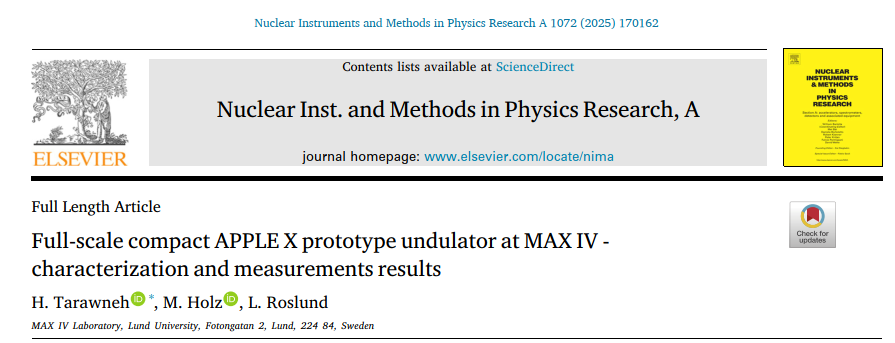 Nuclear Instruments and Methods in Physics Research A 1072 (2025) 170162
Contents lists available at ScienceDirect
Nuclear Inst. and Methods in Physics Research, A
journal homepage: www.elsevier.com/locate/nima
ELSEVIER
NUCLEAR
INSTRUMENTS
& METHODS
IN
PHYSICS
RESEARCH
Full Length Article
Check for
updates
Full-scale compact APPLE X prototype undulator at MAX IV -
characterization and measurements results
H. Tarawneh iD *, M. Holz iD, L. Roslund
MAX IV Laboratory, Lund University, Fotongatan 2, Lund, 224 84, Sweden